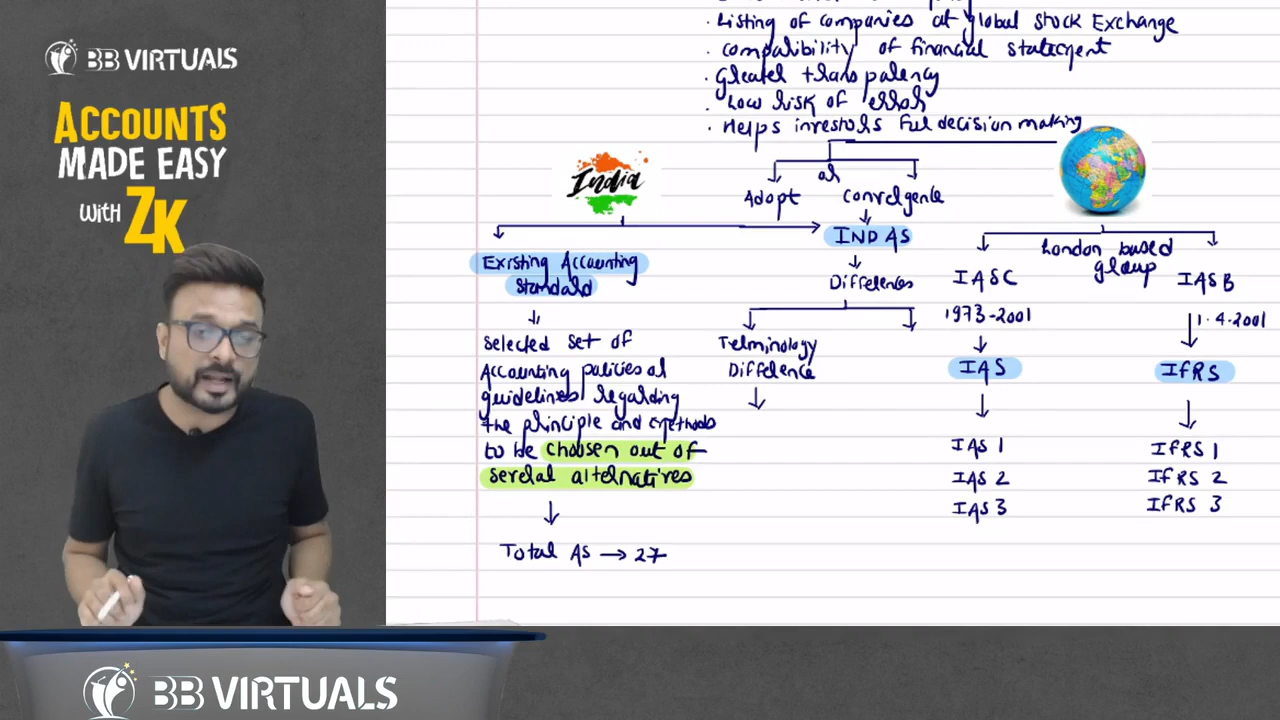 BB VIRTUALS
ACCOUNTS
MADE EASY
WITH ZK
· Listing of companies at global Stock Exchange
· compatibility of financial statement
· Greater transparency
· Low risk of error
· Helps investors for decision making
India
Adopt or Convergence
IND AS
Existing Accounting
Standard
Differences
London based
group
IASC
IASB
1973-2001
1.4.2001
Selected set of
Accounting policies or
guidelines regarding
the principle and methods
to be choosen out of
several alternatives
Terminology
Difference
IAS
IFRS
IAS 1
IAS 2
IAS 3
IFRS 1
IFRS 2
IFRS 3
Total AS → 27
BB VIRTUALS